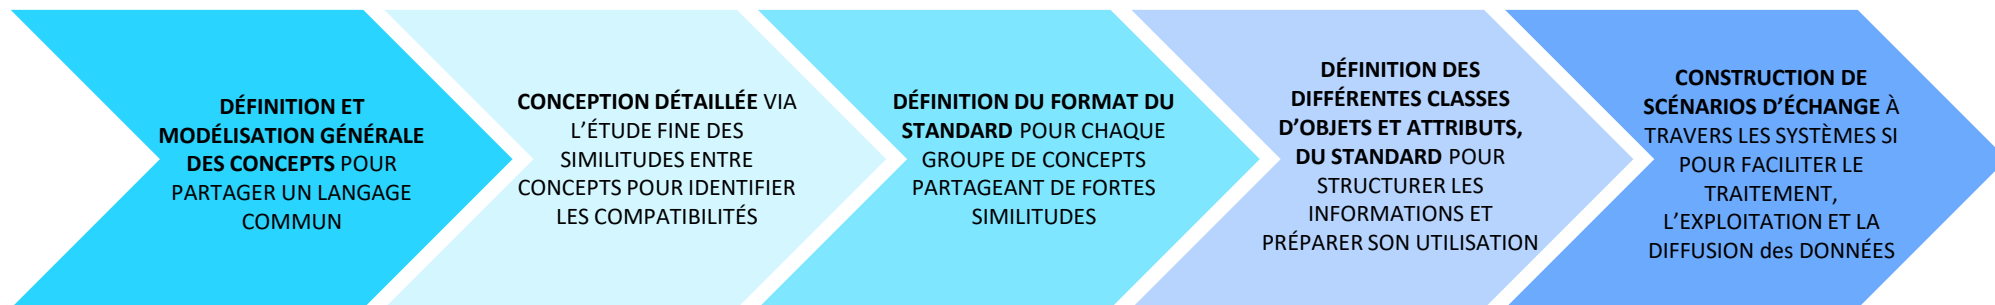 DÉFINITION ET
MODÉLISATION GÉNÉRALE
DES CONCEPTS POUR
PARTAGER UN LANGAGE
COMMUN
CONCEPTION DÉTAILLÉE VIA
L’ÉTUDE FINE DES
SIMILITUDES ENTRE
CONCEPTS POUR IDENTIFIER
LES COMPATIBILITÉS
DÉFINITION DU FORMAT DU
STANDARD POUR CHAQUE
GROUPE DE CONCEPTS
PARTAGEANT DE FORTES
SIMILITUDES
DÉFINITION DES
DIFFÉRENTES CLASSES
D’OBJETS ET ATTRIBUTS,
DU STANDARD POUR
STRUCTURER LES
INFORMATIONS ET
PRÉPARER SON UTILISATION
CONSTRUCTION DE
SCÉNARIOS D’ÉCHANGE À
TRAVERS LES SYSTÈMES SI
POUR FACILITER LE
TRAITEMENT,
L’EXPLOITATION ET LA
DIFFUSION des DONNÉES